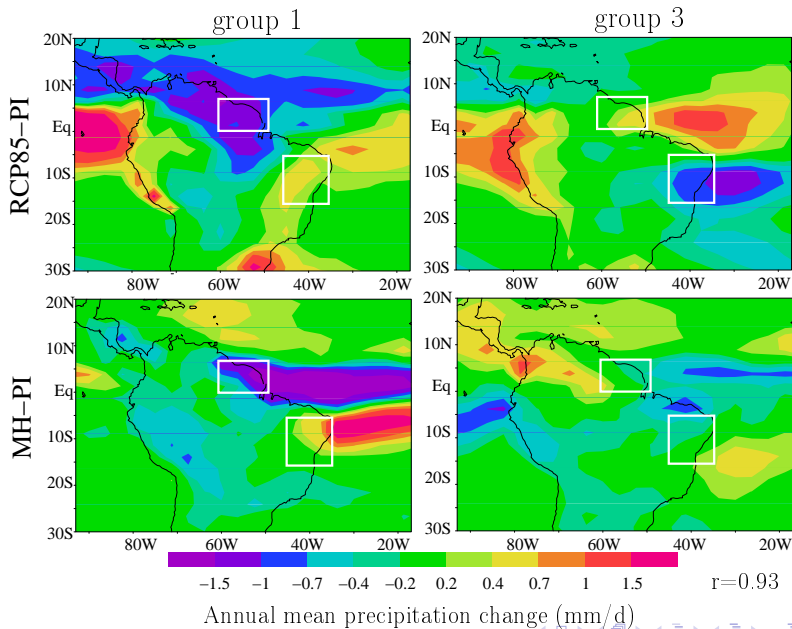 group 1 group 3
RCP85−PI
20N
10N
Eq
10S
20S
30S
80W 60W 40W 20W
20N
10N
Eq
10S
20S
30S
80W 60W 40W 20W
MH−PI
20N
10N
Eq
10S
20S
30S
80W 60W 40W 20W
20N
10N
Eq
10S
20S
30S
80W 60W 40W 20W
−1.5 −1 −0.7 −0.4 −0.2 0.2 0.4 0.7 1 1.5 r=0.93
Annual mean precipitation change (mm/d)